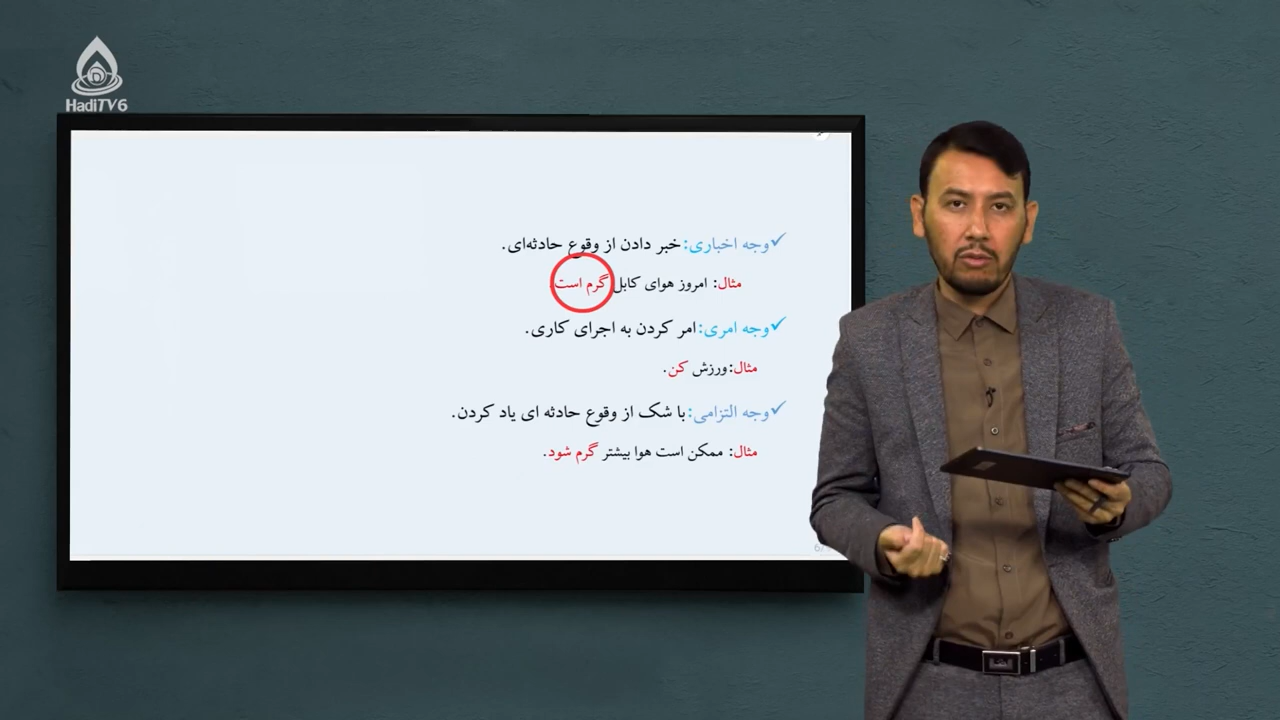 HadiTV6
وجه اخباری: خبر دادن از وقوع حادثه‌ای.
مثال: امروز هوای کابل گرم است.
وجه امری: امر کردن به اجرای کاری.
مثال:ورزش کن.
وجه التزامی: با شک از وقوع حادثه ای یاد کردن.
مثال: ممکن است هوا بیشتر گرم شود.